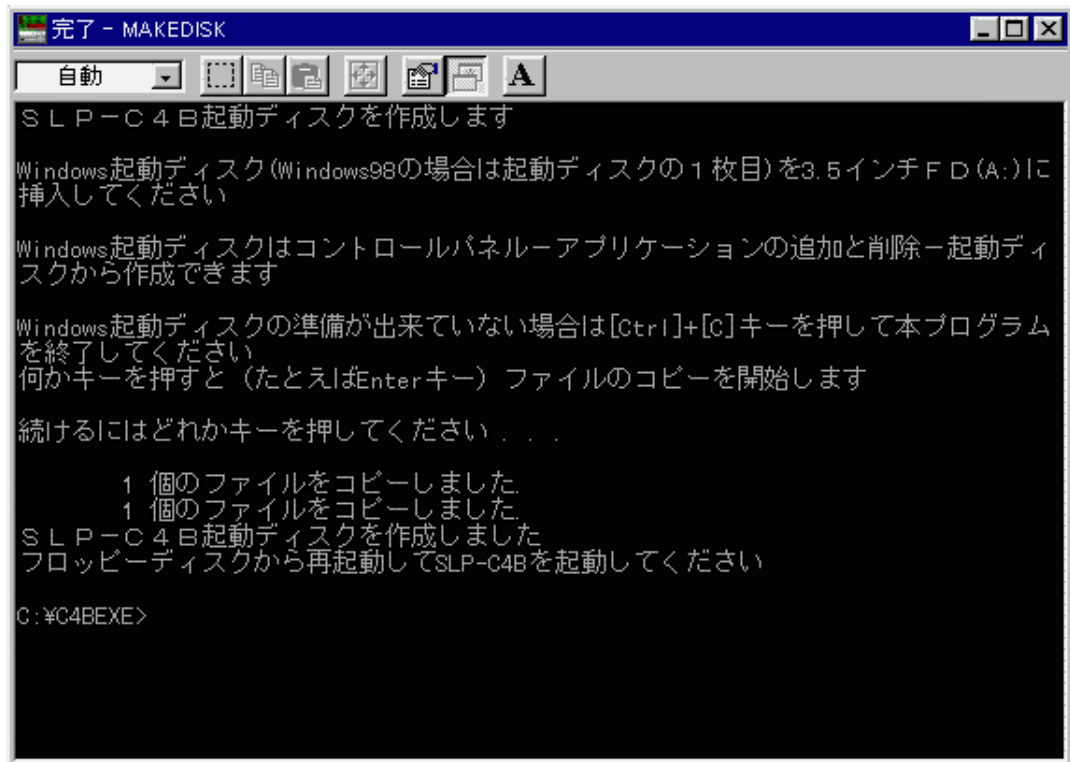 完了 - MAKEDISK
自動
A
ＳＬＰ－Ｃ４Ｂ起動ディスクを作成します
Windows起動ディスク(Windows98の場合は起動ディスクの１枚目)を3.5インチＦＤ(A:)に
挿入してください
Windows起動ディスクはコントロールパネル－アプリケーションの追加と削除－起動ディ
スクから作成できます
Windows起動ディスクの準備が出来ていない場合は[Ctrl]+[C]キーを押して本プログラム
を終了してください
何かキーを押すと（たとえばEnterキー）ファイルのコピーを開始します
続けるにはどれかキーを押してください．．．
1 個のファイルをコピーしました.
1 個のファイルをコピーしました.
ＳＬＰ－Ｃ４Ｂ起動ディスクを作成しました
フロッピーディスクから再起動してSLP-C4Bを起動してください
C:¥C4BEXE>